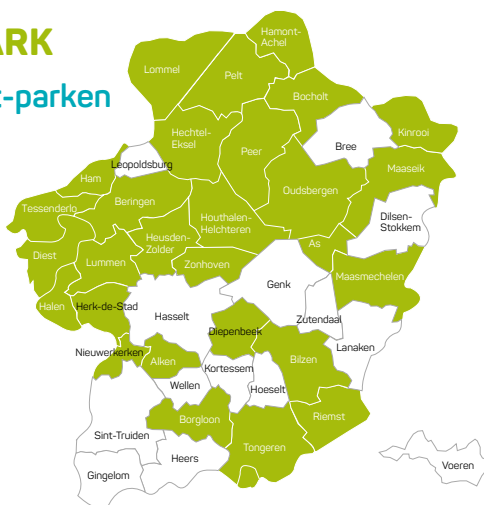 ARK
t-parken
Hamont-
Achel
Lommel
Pelt
Bocholt
Kinrooi
Hechtel-
Eksel
Peer
Bree
Leopoldsburg
Maaseik
Ham
Oudsbergen
Beringen
Tessenderlo
Houthalen-
Helchteren
Dilsen-
Stokkem
Heusden-
Zolder
As
Diest
Lummen
Zonhoven
Maasmechelen
Genk
Halen
Herk-de-Stad
Hasselt
Zutendaal
Diepenbeek
Lanaken
Nieuwerkerken
Alken
Kortessem
Bilzen
Wellen
Hoeselt
Borgloon
Riemst
Sint-Truiden
Tongeren
Heers
Voeren
Gingelom